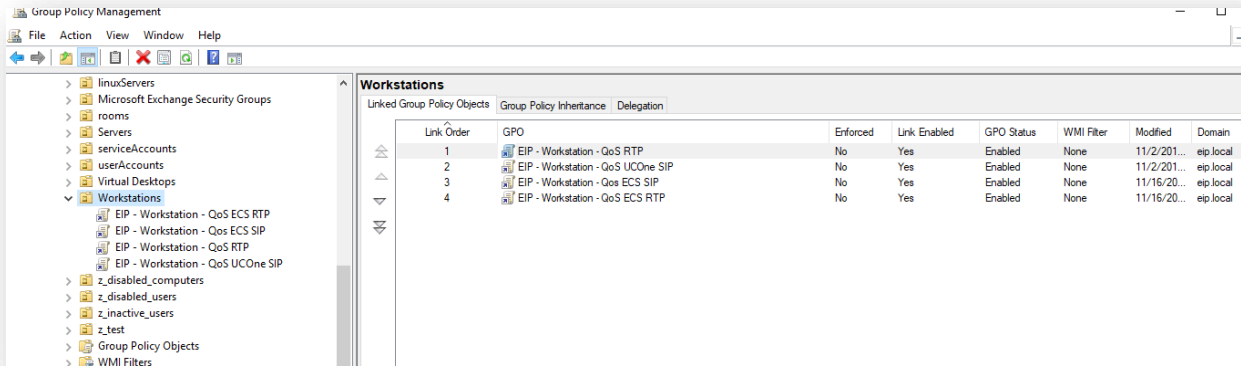 Group Policy Management
File Action View Window Help
linuxServers
Microsoft Exchange Security Groups
rooms
Servers
serviceAccounts
userAccounts
Virtual Desktops
Workstations
EIP - Workstation - QoS ECS RTP
EIP - Workstation - Qos ECS SIP
EIP - Workstation - QoS RTP
EIP - Workstation - QoS UCOne SIP
z_disabled_computers
z_disabled_users
z_inactive_users
z_test
Group Policy Objects
WMI Filters
Workstations
Linked Group Policy Objects Group Policy Inheritance Delegation
Link Order GPO Enforced Link Enabled GPO Status WMI Filter Modified Domain
1 EIP - Workstation - QoS RTP No Yes Enabled None 11/2/201... eip.local
2 EIP - Workstation - QoS UCOne SIP No Yes Enabled None 11/2/201... eip.local
3 EIP - Workstation - Qos ECS SIP No Yes Enabled None 11/16/20... eip.local
4 EIP - Workstation - QoS ECS RTP No Yes Enabled None 11/16/20... eip.local